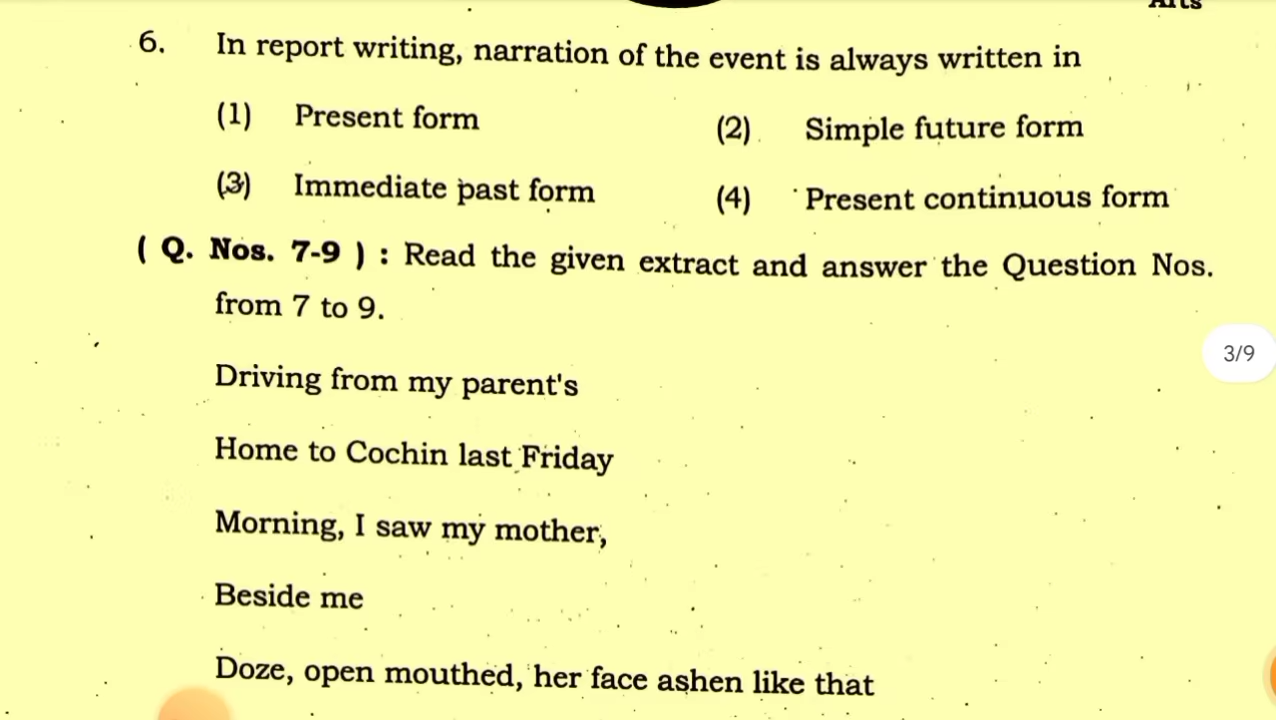 6. In report writing, narration of the event is always written in
(1) Present form (2) Simple future form
(3) Immediate past form (4) Present continuous form
( Q. Nos. 7-9 ) : Read the given extract and answer the Question Nos.
from 7 to 9.
3/9
Driving from my parent's
Home to Cochin last Friday
Morning, I saw my mother,
Beside me
Doze, open mouthed, her face ashen like that